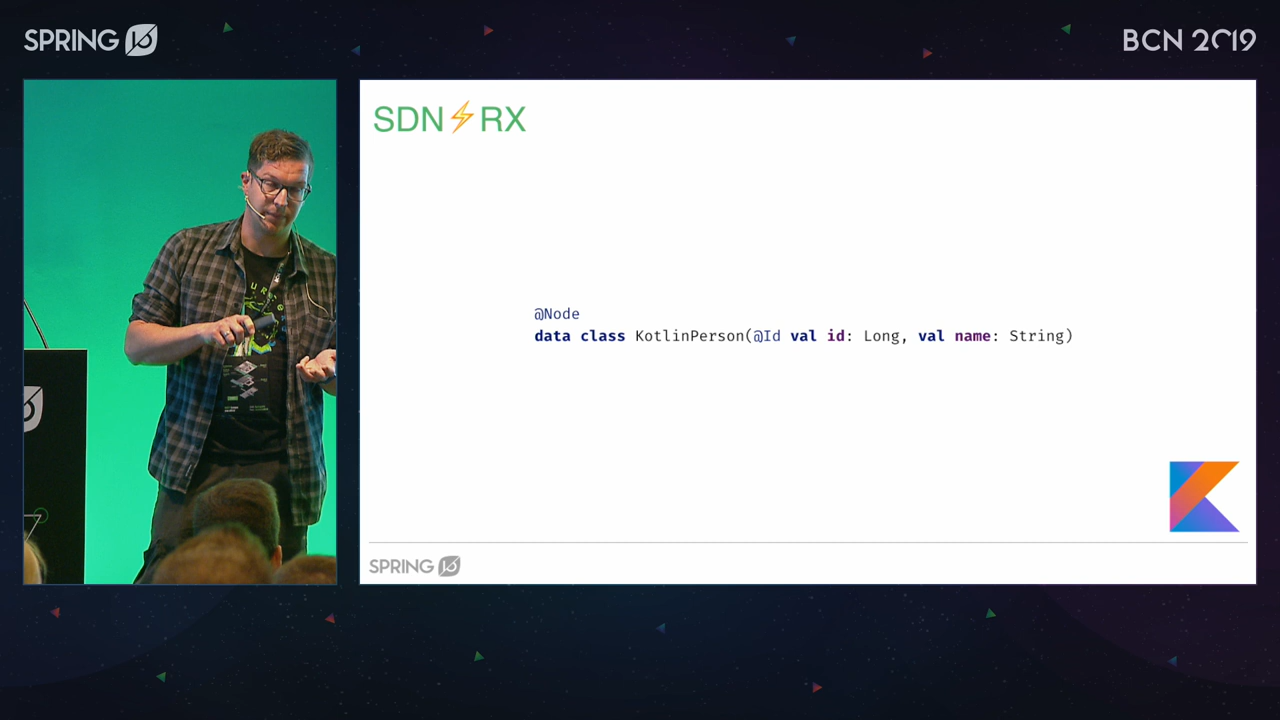 SPRING
BCN 2019
SDN⚡RX
@Node
data class KotlinPerson(@Id val id: Long, val name: String)
SPRING